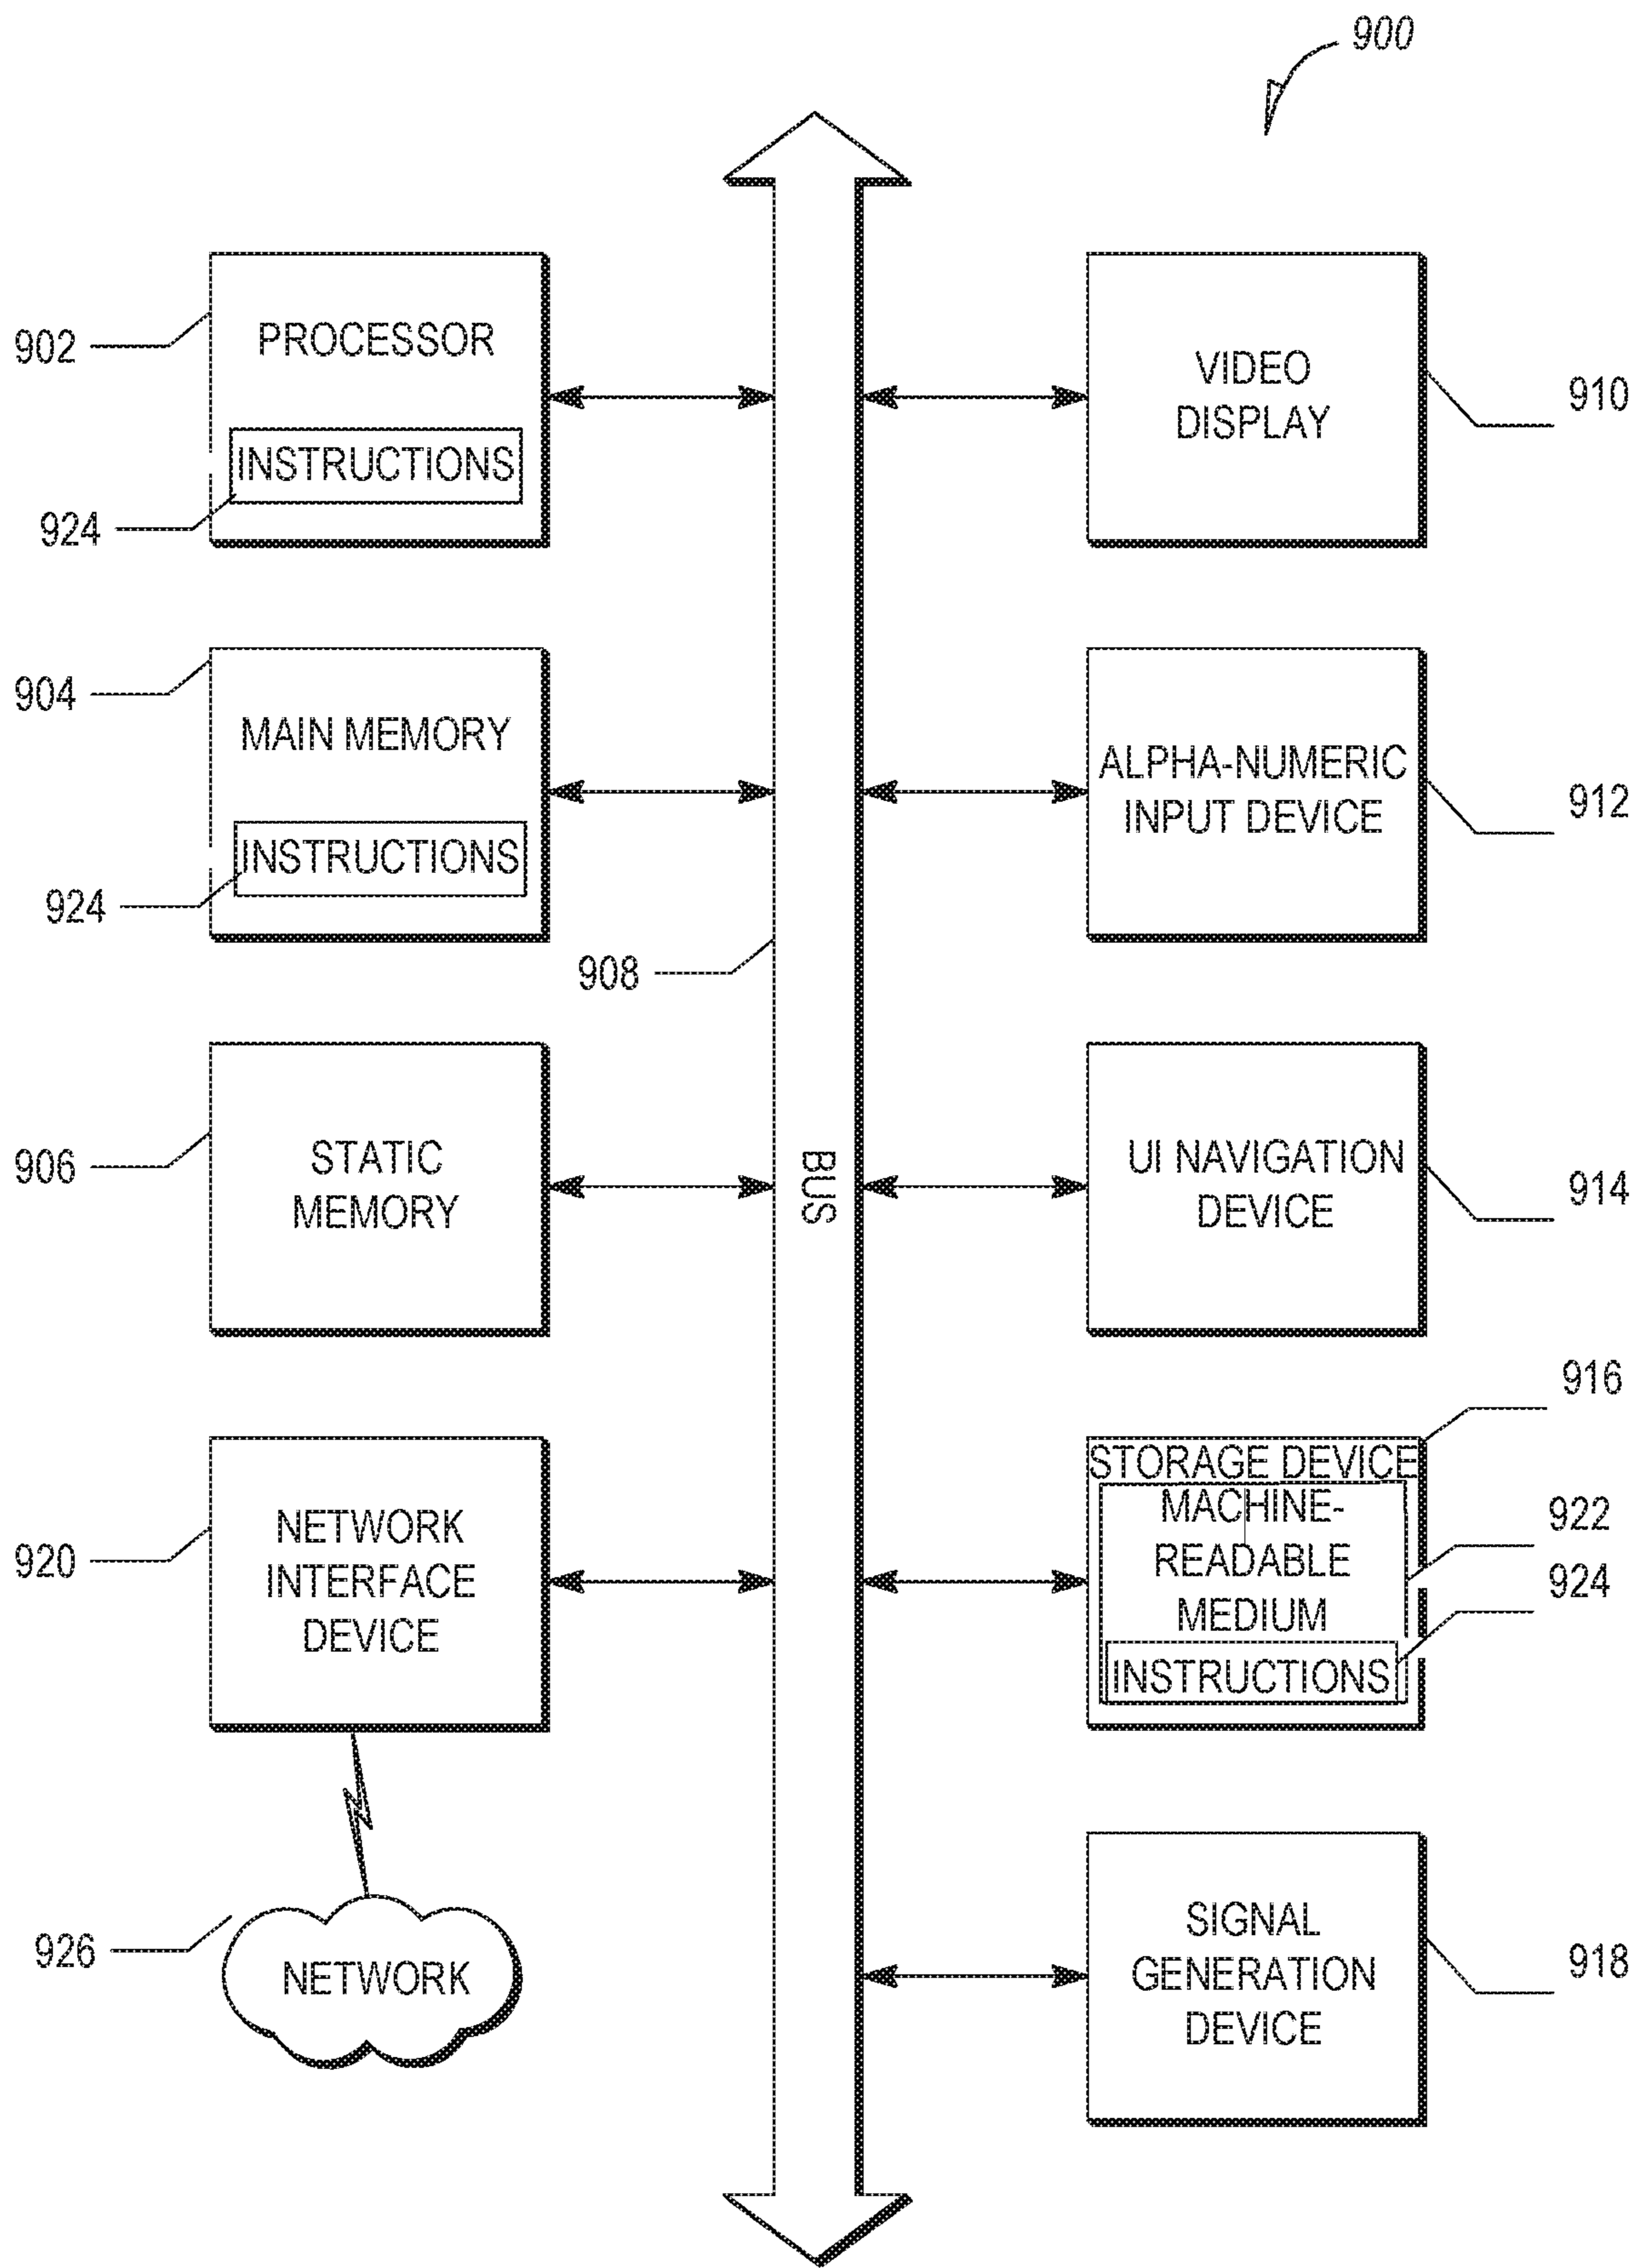 900
902
PROCESSOR
INSTRUCTIONS
924
VIDEO
DISPLAY
910
904
MAIN MEMORY
INSTRUCTIONS
924
ALPHA-NUMERIC
INPUT DEVICE
912
908
906
STATIC
MEMORY
BUS
UI NAVIGATION
DEVICE
914
920
NETWORK
INTERFACE
DEVICE
916
STORAGE DEVICE
MACHINE-
READABLE
MEDIUM
INSTRUCTIONS
922
924
926
NETWORK
SIGNAL
GENERATION
DEVICE
918